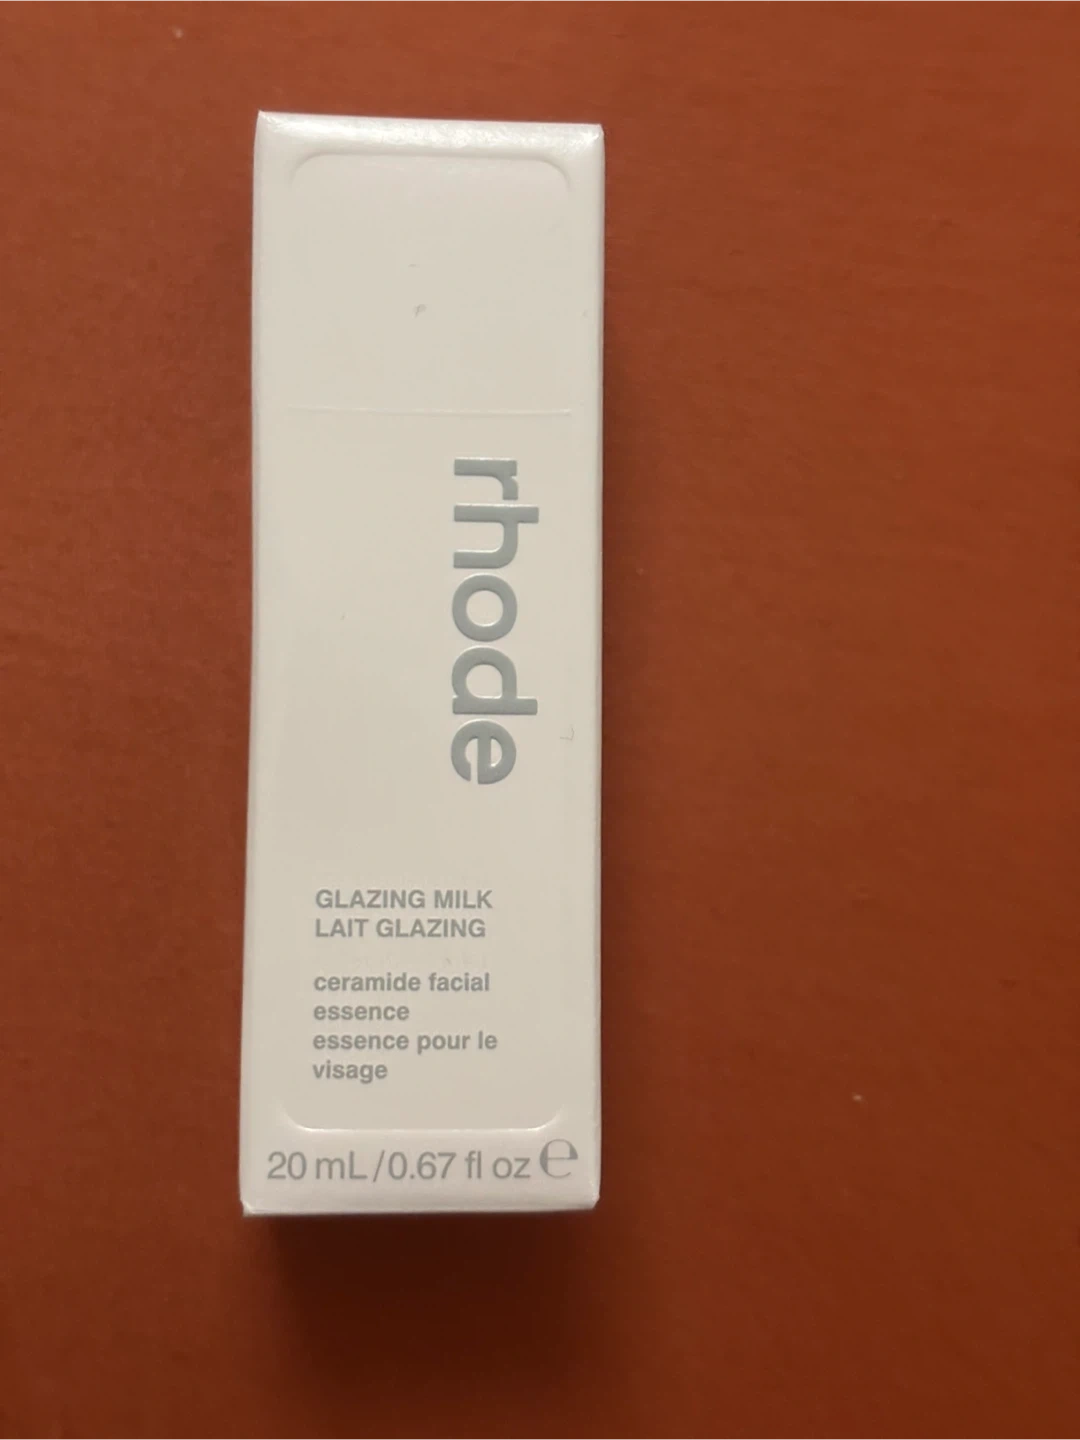 rhode
GLAZING MILK
LAIT GLAZING
ceramide facial
essence
essence pour le
visage
20 mL/0.67 fl oz ℮